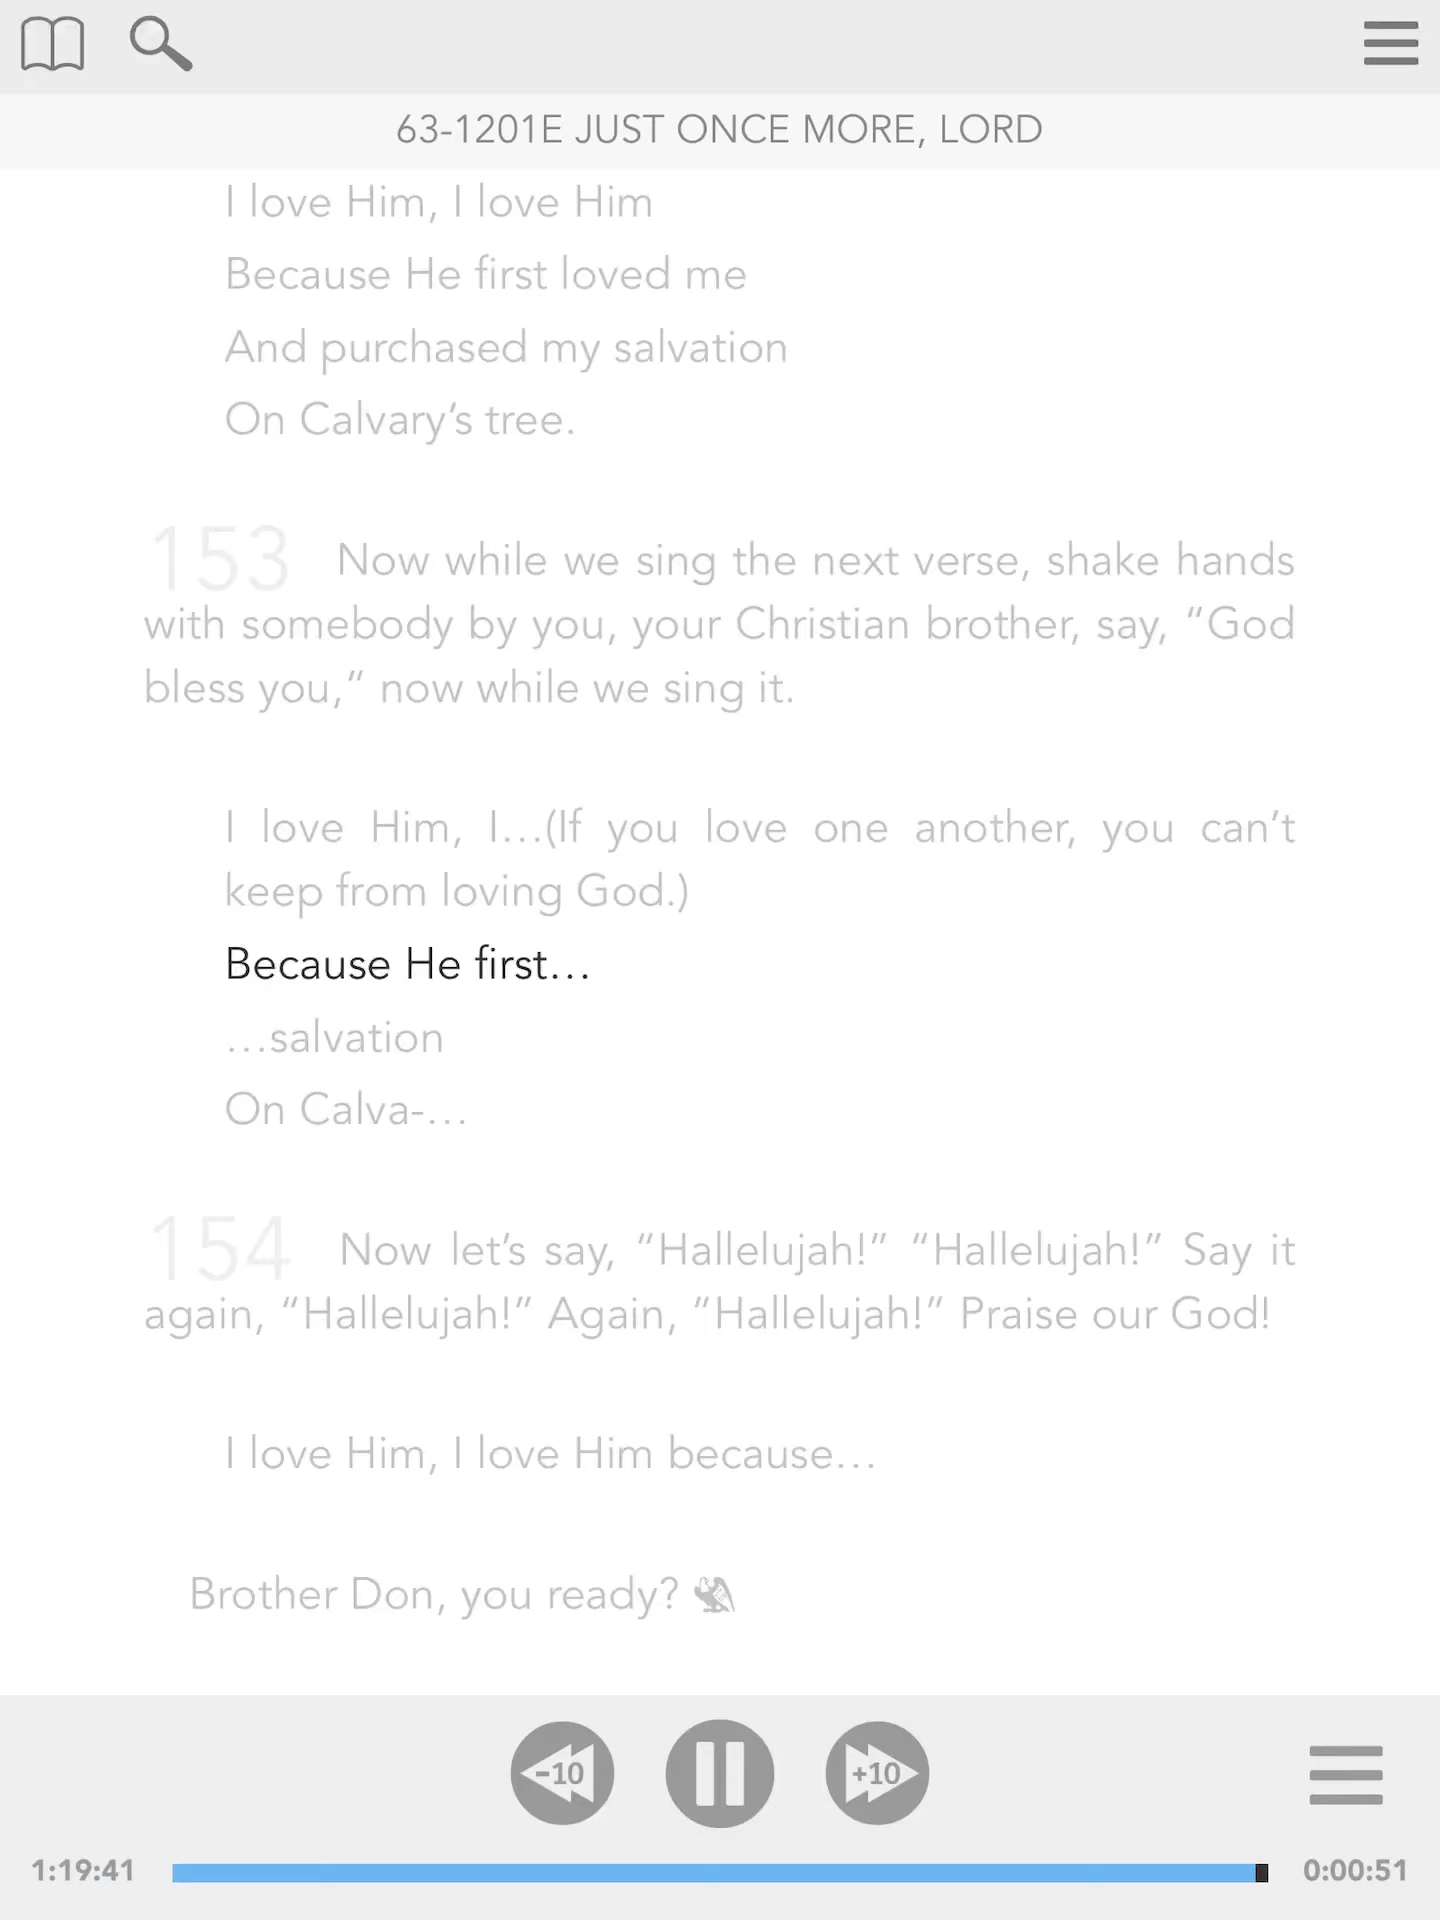 63-1201E JUST ONCE MORE, LORD
I love Him, I love Him
Because He first loved me
And purchased my salvation
On Calvary’s tree.
153 Now while we sing the next verse, shake hands
with somebody by you, your Christian brother, say, “God
bless you,” now while we sing it.
I love Him, I…(If you love one another, you can’t
keep from loving God.)
Because He first…
…salvation
On Calva-…
154 Now let’s say, “Hallelujah!” “Hallelujah!” Say it
again, “Hallelujah!” Again, “Hallelujah!” Praise our God!
I love Him, I love Him because…
Brother Don, you ready?
-10 +10
1:19:41 0:00:51